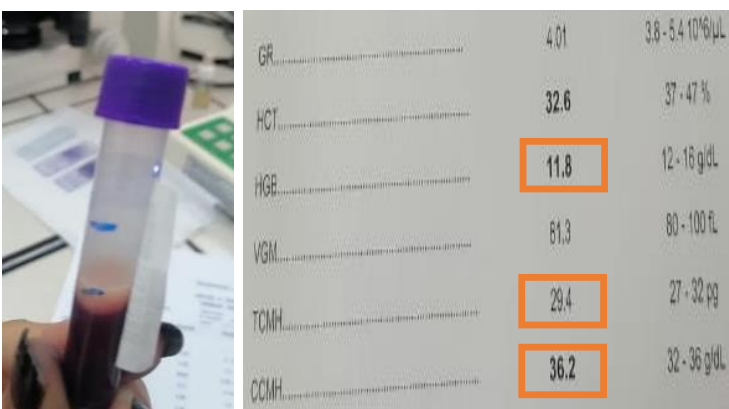 GR 4.01 3.8 - 5.4 10^6/µL
HCT 32.6 37 - 47 %
HGB 11.8 12 - 16 g/dL
VGM 81.3 80 - 100 fL
TCMH 29.4 27 - 32 pg
CCMH 36.2 32 - 36 g/dL